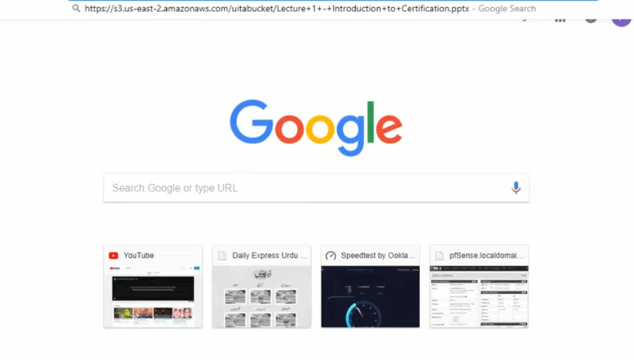 https://s3.us-east-2.amazonaws.com/uitabucket/Lecture+1+-+Introduction+to+Certification.pptx - Google Search
Google
Search Google or type URL
YouTube
Daily Express Urdu ...
Speedtest by Ookla...
pfSense.localdomai...